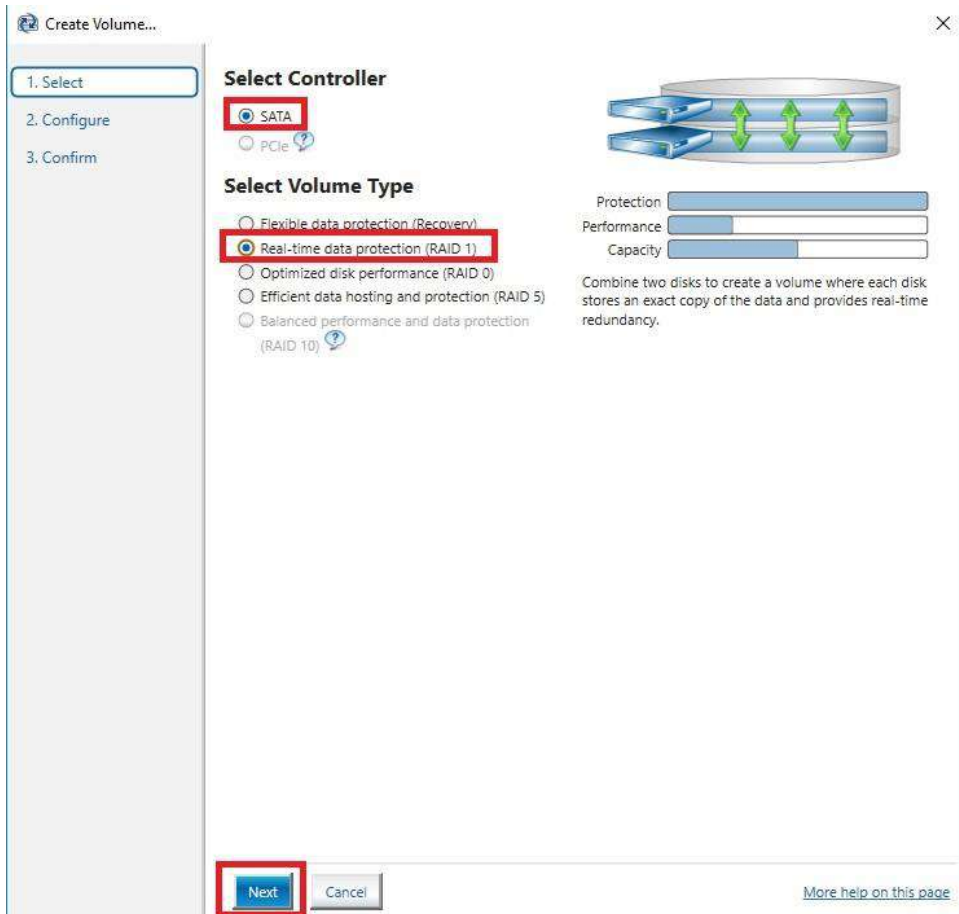 Create Volume...
1. Select
2. Configure
3. Confirm
Select Controller
SATA
PCIe
Select Volume Type
Flexible data protection (Recovery)
Real-time data protection (RAID 1)
Optimized disk performance (RAID 0)
Efficient data hosting and protection (RAID 5)
Balanced performance and data protection
(RAID 10)
Protection
Performance
Capacity
Combine two disks to create a volume where each disk
stores an exact copy of the data and provides real-time
redundancy.
Next
Cancel
More help on this page